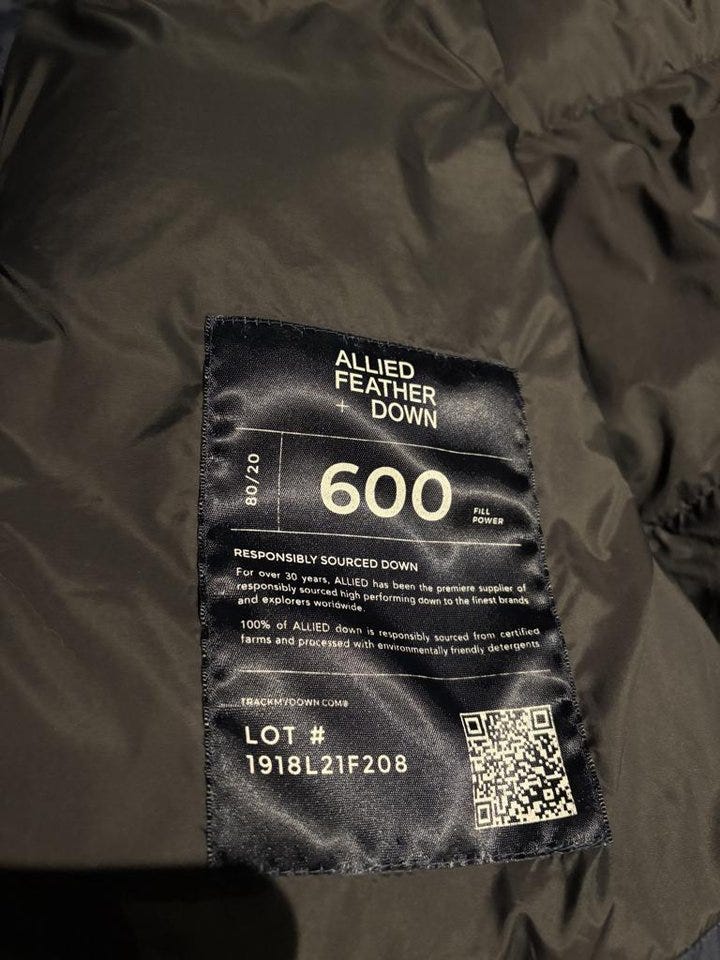 ALLIED
FEATHER
+ DOWN
80/20
600
FILL
POWER
RESPONSIBLY SOURCED DOWN
For over 30 years, ALLIED has been the premiere supplier of
responsibly sourced high performing down to the finest brands
and explorers worldwide.
100% of ALLIED down is responsibly sourced from certified
farms and processed with environmentally friendly detergents
TRACKMYDOWN.COM®
LOT #
1918L21F208